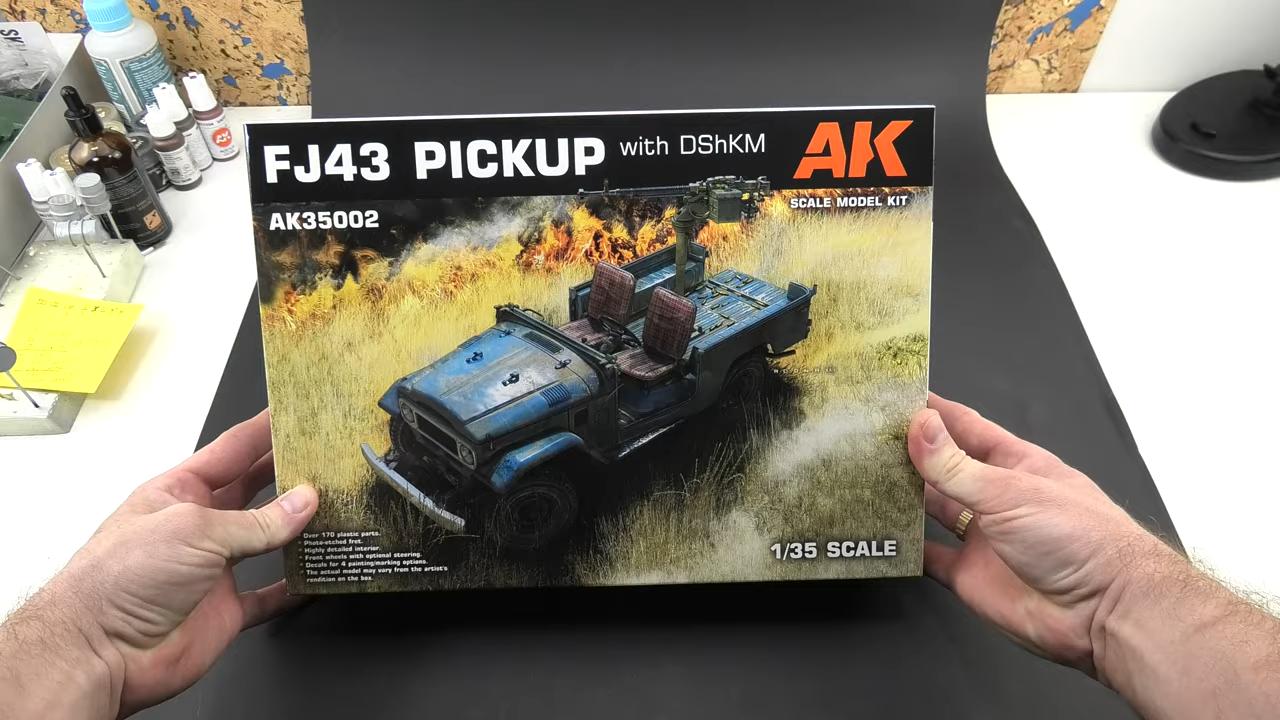 FJ43 PICKUP with DShKM
AK
SCALE MODEL KIT
AK35002
Over 170 plastic parts.
Photo-etched fret.
Highly detailed interior.
Front wheels with optional steering.
Decals for 4 painting/marking options.
The actual model may vary from the artist's
rendition on the box.
1/35 SCALE
AK